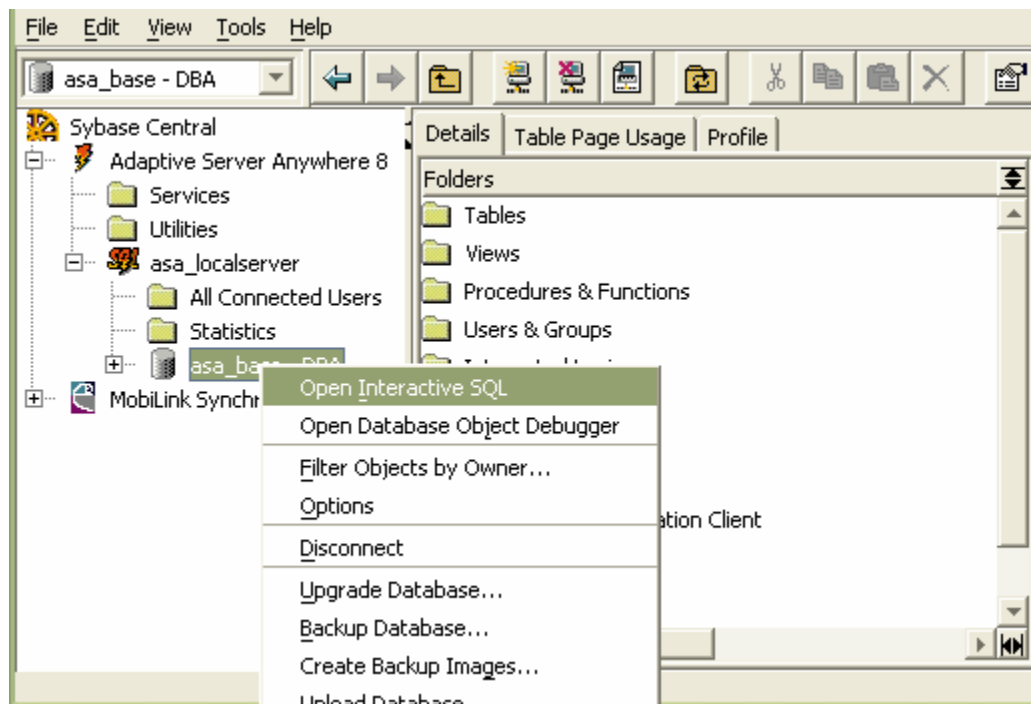 File Edit View Tools Help
asa_base - DBA
Sybase Central
Adaptive Server Anywhere 8
Services
Utilities
asa_localserver
All Connected Users
Statistics
asa_base - DBA
MobiLink Synchr
Details Table Page Usage Profile
Folders
Tables
Views
Procedures & Functions
Users & Groups
ation Client
Open Interactive SQL
Open Database Object Debugger
Filter Objects by Owner...
Options
Disconnect
Upgrade Database...
Backup Database...
Create Backup Images...
Unload Database